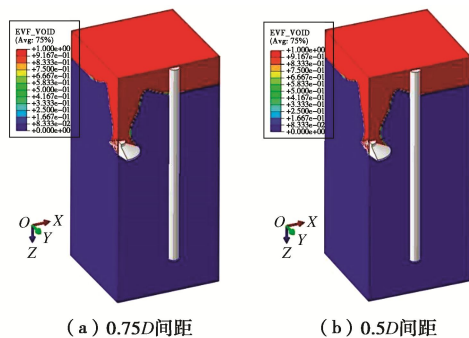 EVF_VOID
(Avg: 75%)
+1.000e+00
+9.167e-01
+8.333e-01
+7.500e-01
+6.667e-01
+5.833e-01
+5.000e-01
+4.167e-01
+3.333e-01
+2.500e-01
+1.667e-01
+8.333e-02
+0.000e+00
O
X
Y
Z
(a)0.75D间距
EVF_VOID
(Avg: 75%)
+1.000e+00
+9.167e-01
+8.333e-01
+7.500e-01
+6.667e-01
+5.833e-01
+5.000e-01
+4.167e-01
+3.333e-01
+2.500e-01
+1.667e-01
+8.333e-02
+0.000e+00
O
X
Y
Z
(b)0.5D间距